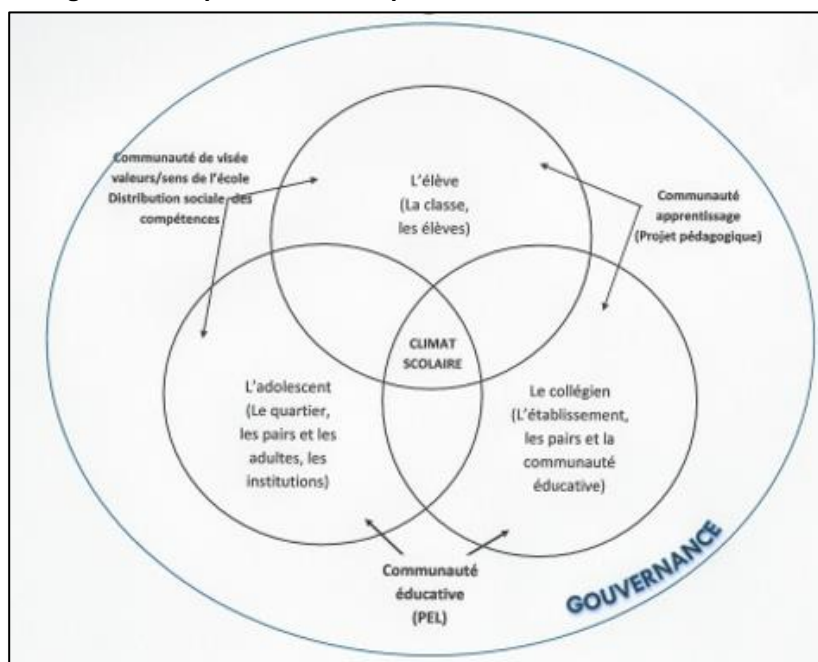 Communauté de visée
valeurs/sens de l'école
Distribution sociale des
compétences
L'élève
(La classe,
les élèves)
Communauté
apprentissage
(Projet pédagogique)
CLIMAT
SCOLAIRE
L'adolescent
(Le quartier,
les pairs et les
adultes, les
institutions)
Le collégien
(L'établissement,
les pairs et la
communauté
éducative)
Communauté
éducative
(PEL)
GOUVERNANCE